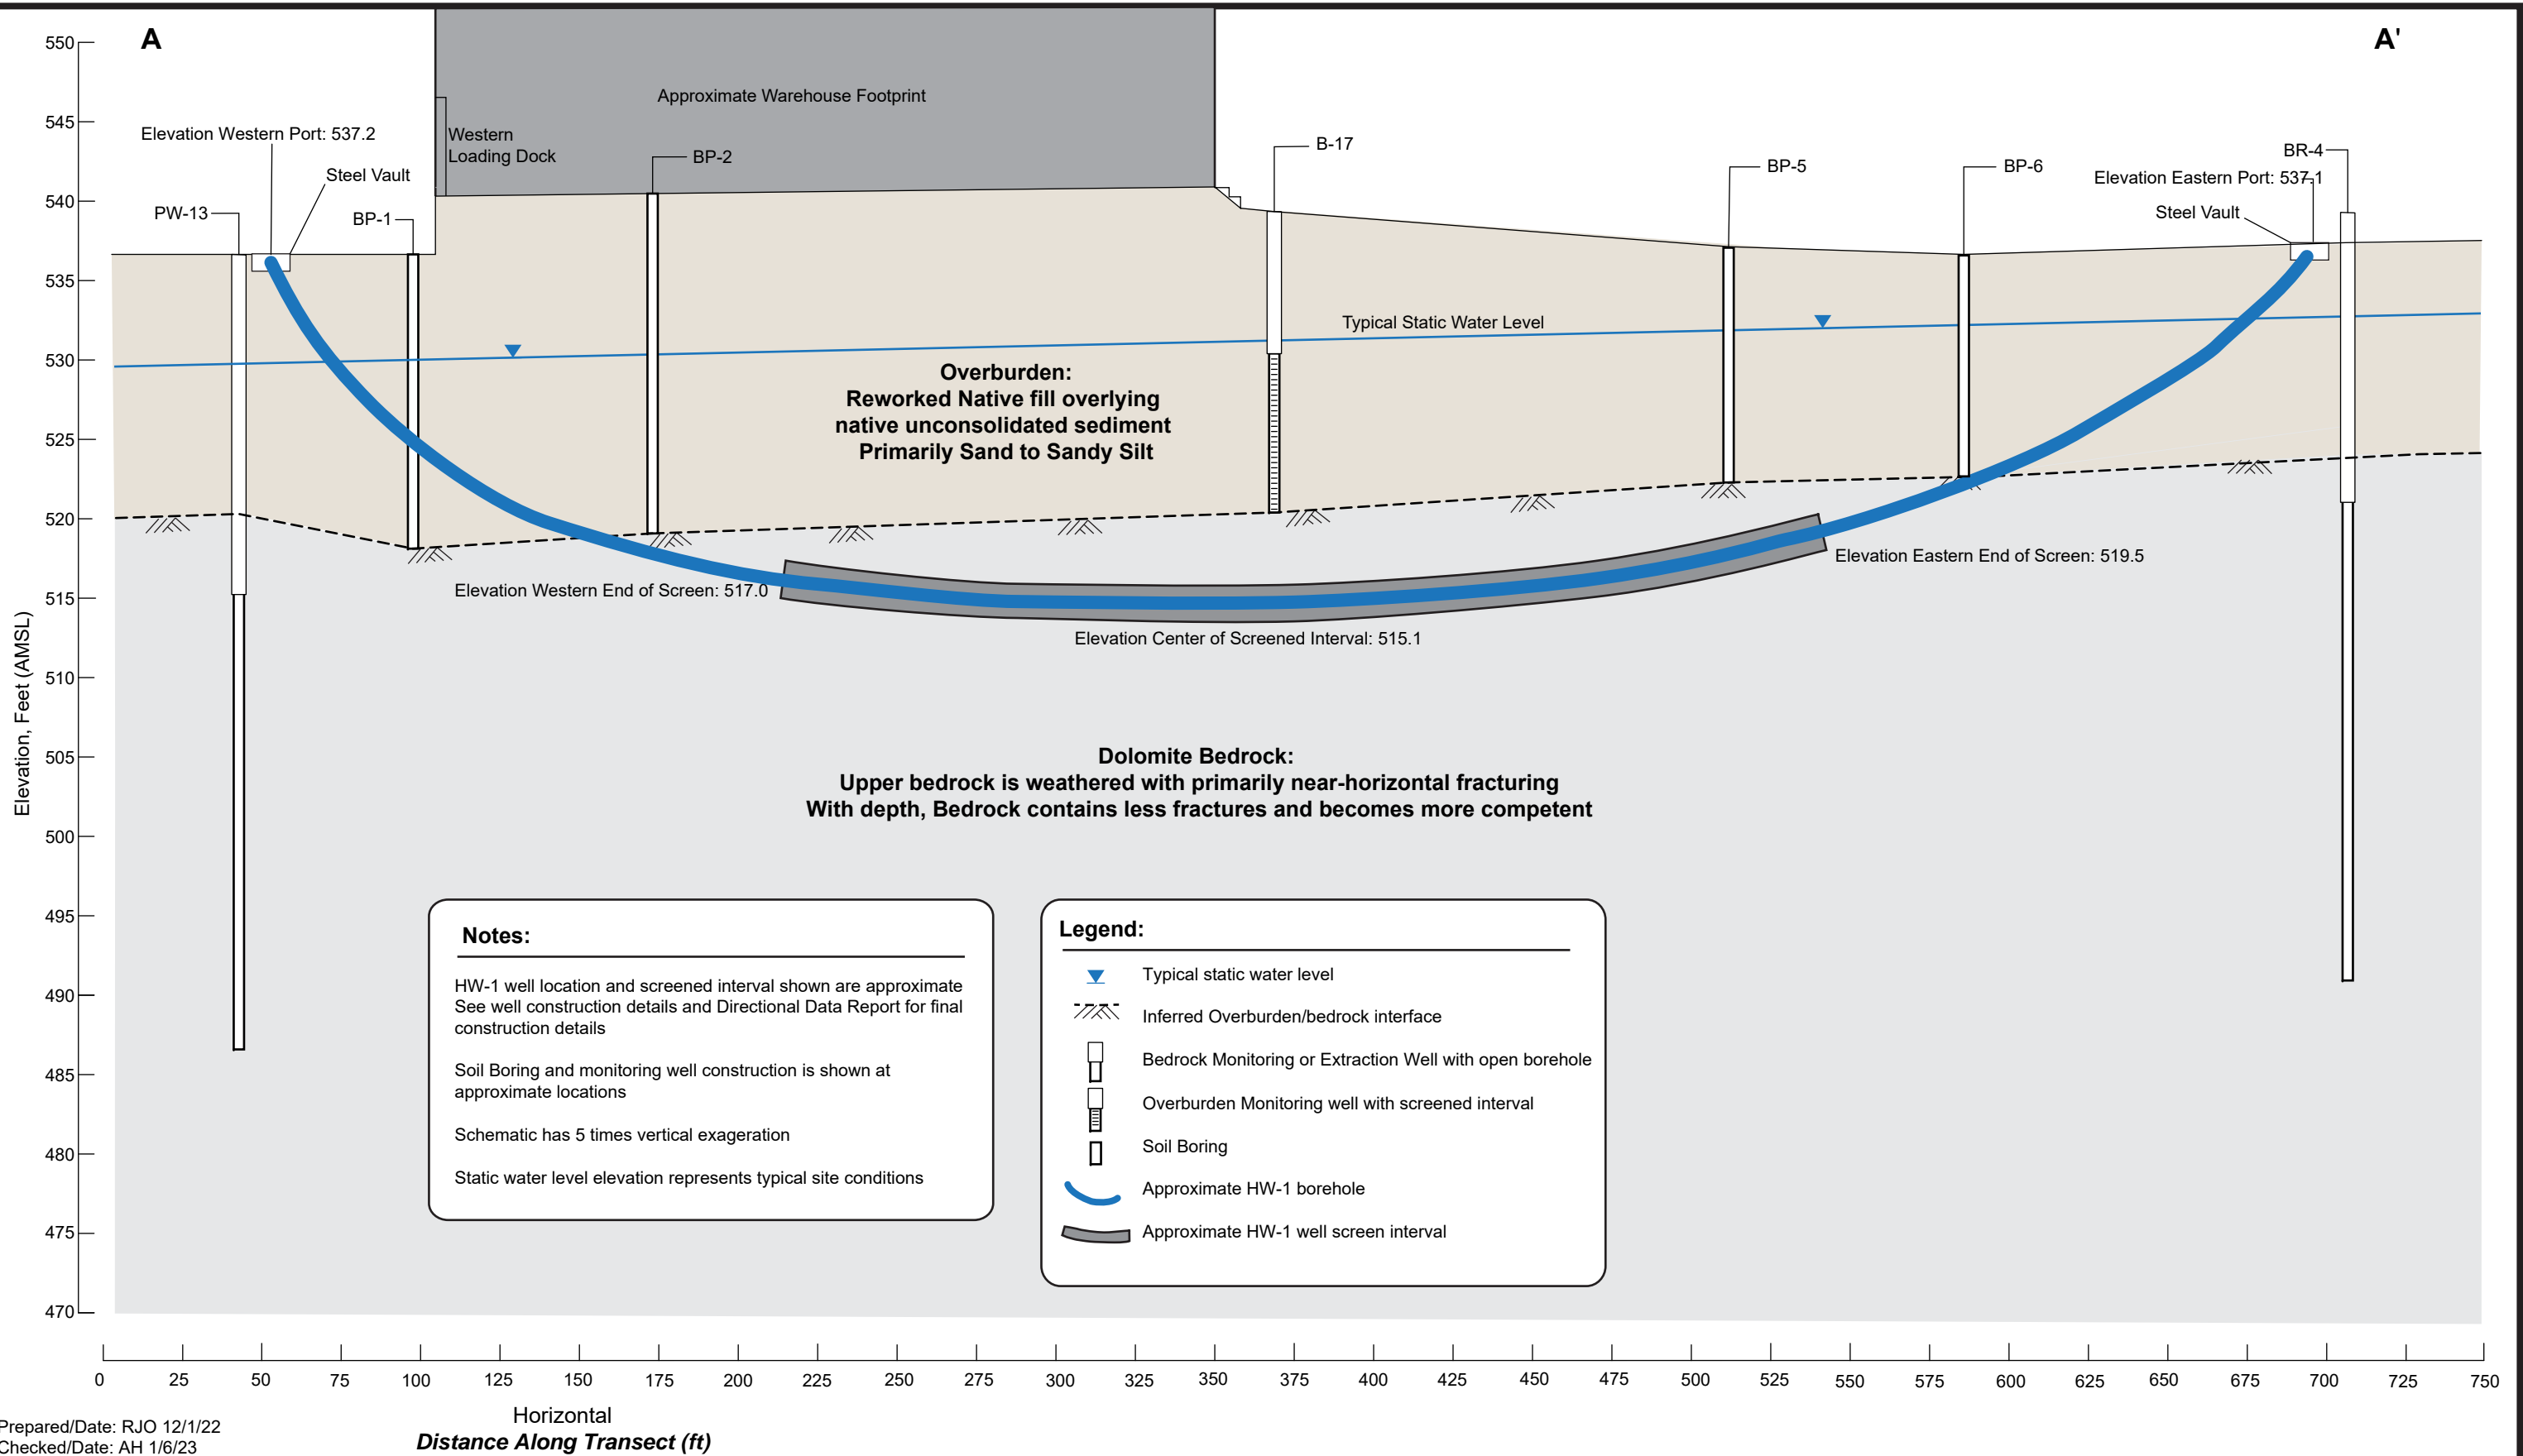 A
A'
550
545
540
535
530
525
520
515
510
505
500
495
490
485
480
475
470
Elevation, Feet (AMSL)
Approximate Warehouse Footprint
Elevation Western Port: 537.2
Western
Loading Dock
Steel Vault
PW-13
BP-1
BP-2
B-17
BP-5
BP-6
BR-4
Elevation Eastern Port: 537.1
Steel Vault
Typical Static Water Level
Overburden:
Reworked Native fill overlying
native unconsolidated sediment
Primarily Sand to Sandy Silt
Elevation Western End of Screen: 517.0
Elevation Eastern End of Screen: 519.5
Elevation Center of Screened Interval: 515.1
Dolomite Bedrock:
Upper bedrock is weathered with primarily near-horizontal fracturing
With depth, Bedrock contains less fractures and becomes more competent
Notes:
HW-1 well location and screened interval shown are approximate
See well construction details and Directional Data Report for final
construction details
Soil Boring and monitoring well construction is shown at
approximate locations
Schematic has 5 times vertical exageration
Static water level elevation represents typical site conditions
Legend:
Typical static water level
Inferred Overburden/bedrock interface
Bedrock Monitoring or Extraction Well with open borehole
Overburden Monitoring well with screened interval
Soil Boring
Approximate HW-1 borehole
Approximate HW-1 well screen interval
0 25 50 75 100 125 150 175 200 225 250 275 300 325 350 375 400 425 450 475 500 525 550 575 600 625 650 675 700 725 750
Horizontal
Distance Along Transect (ft)
Prepared/Date: RJO 12/1/22
Checked/Date: AH 1/6/23